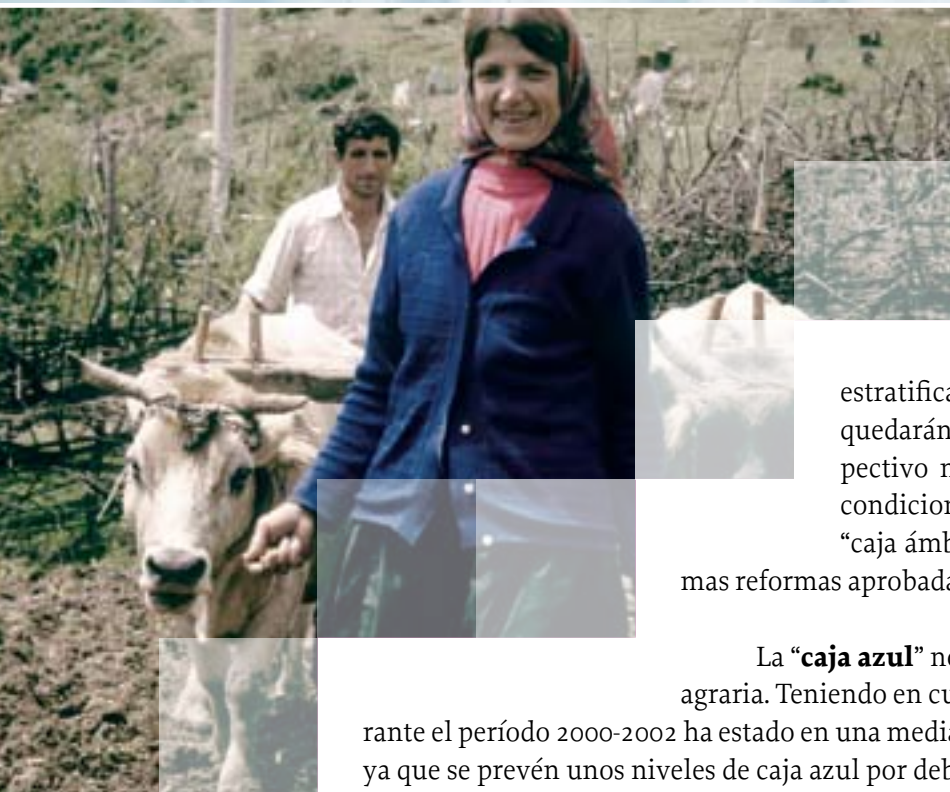 estratifica
quedarán
pectivo
condicion
“caja ámb
mas reformas aprobada
La “caja azul” no
agraria. Teniendo en cu
rante el período 2000-2002 ha estado en una media
ya que se prevén unos niveles de caja azul por deb